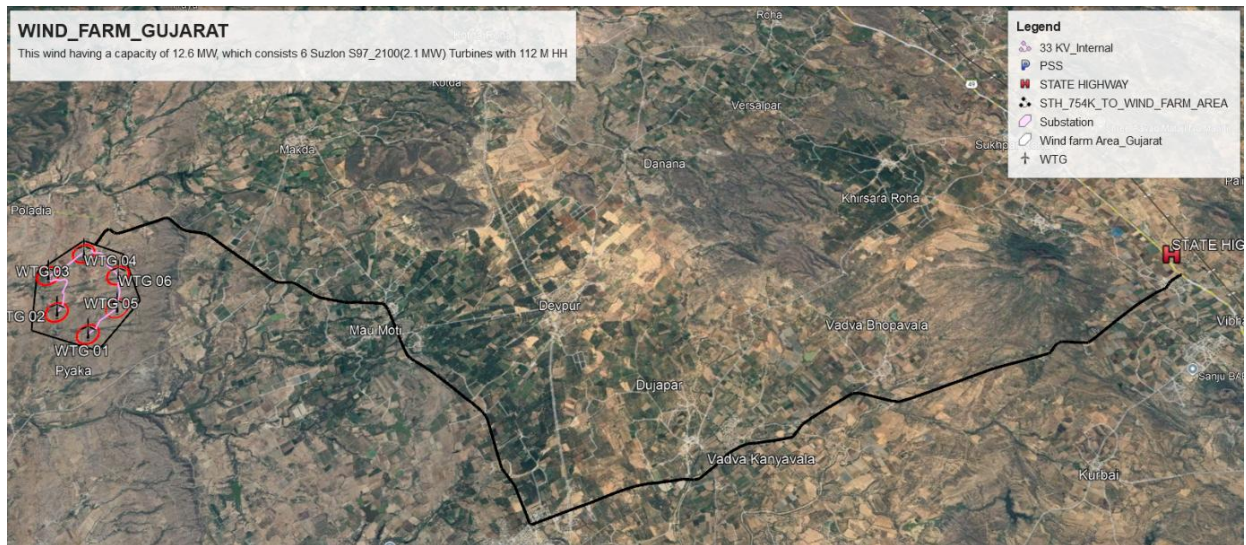 WIND_FARM_GUJARAT
This wind having a capacity of 12.6 MW, which consists 6 Suzlon S97_2100(2.1 MW) Turbines with 112 M HH
Legend
33 KV_Internal
PSS
H STATE HIGHWAY
STH_754K_TO_WIND_FARM_AREA
Substation
Wind farm Area_Gujarat
WTG
Roha
Kotda
Versalpar
Makda
Danana
Sukhp
Khirsara Roha
Poladia
H
STATE HIG
WTG 04
WTG 03
WTG 06
WTG 05
TG 02
WTG 01
Pyaka
Devpur
Mau Moti
Vadva Bhopavala
Vibha
Sanju BA
Dujapar
Vadva Kanyavala
Kurbai